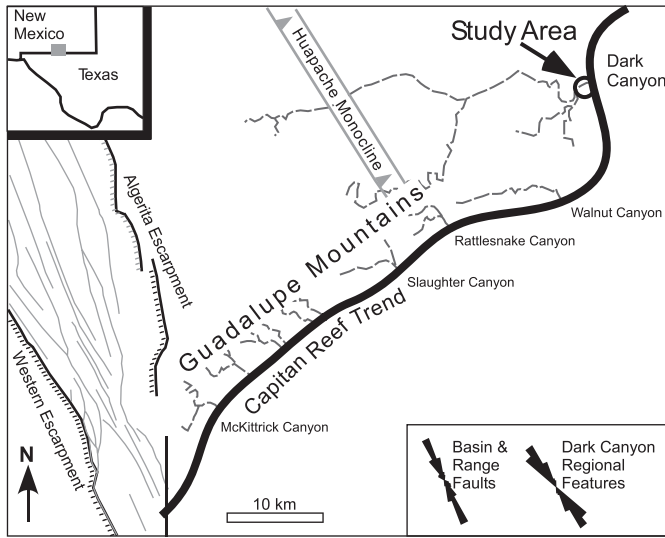 New
Mexico
Texas
Study Area
Dark
Canyon
Huapache Monocline
Algerita Escarpment
Guadalupe Mountains
Walnut Canyon
Rattlesnake Canyon
Slaughter Canyon
Capitan Reef Trend
Western Escarpment
McKittrick Canyon
N
10 km
Basin &
Range
Faults
Dark Canyon
Regional
Features